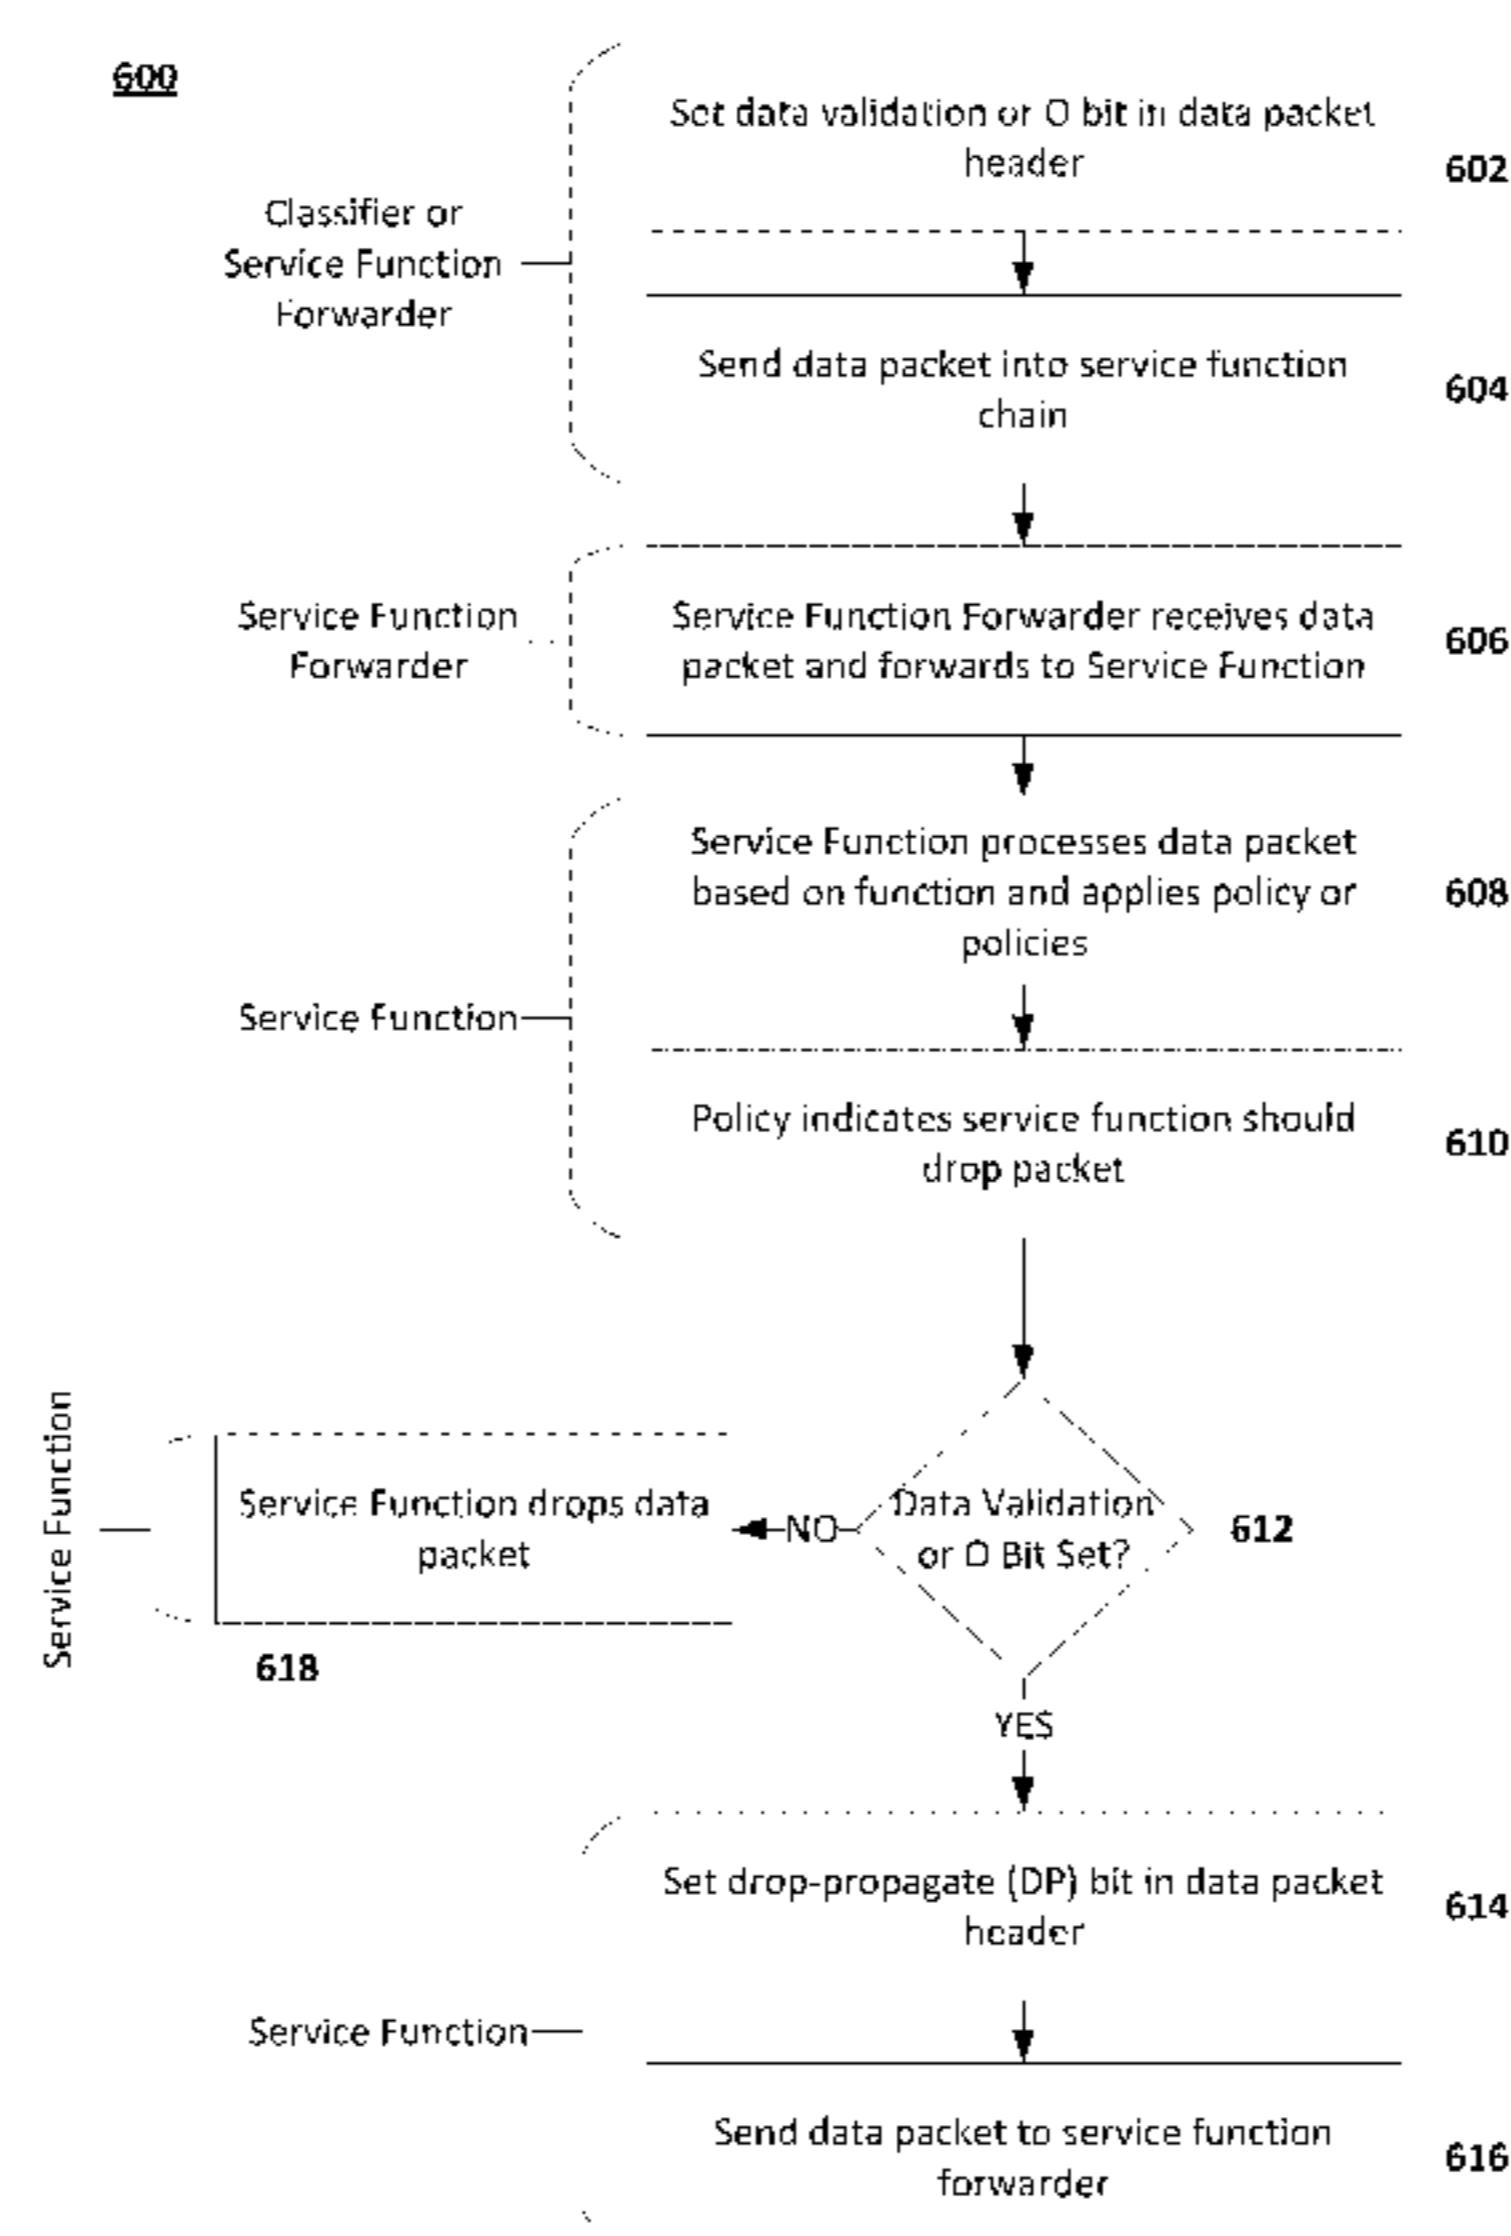 600
Set data validation or O bit in data packet
header
602
Classifier or
Service Function
Forwarder
Send data packet into service function
chain
604
Service Function
Forwarder
Service Function Forwarder receives data
packet and forwards to Service Function
606
Service Function processes data packet
based on function and applies policy or
policies
608
Service Function
Policy indicates service function should
drop packet
610
Service Function
Service Function drops data
packet
618
NO
Data Validation
or O Bit Set?
612
YES
Set drop-propagate (DP) bit in data packet
header
614
Service Function
Send data packet to service function
forwarder
616